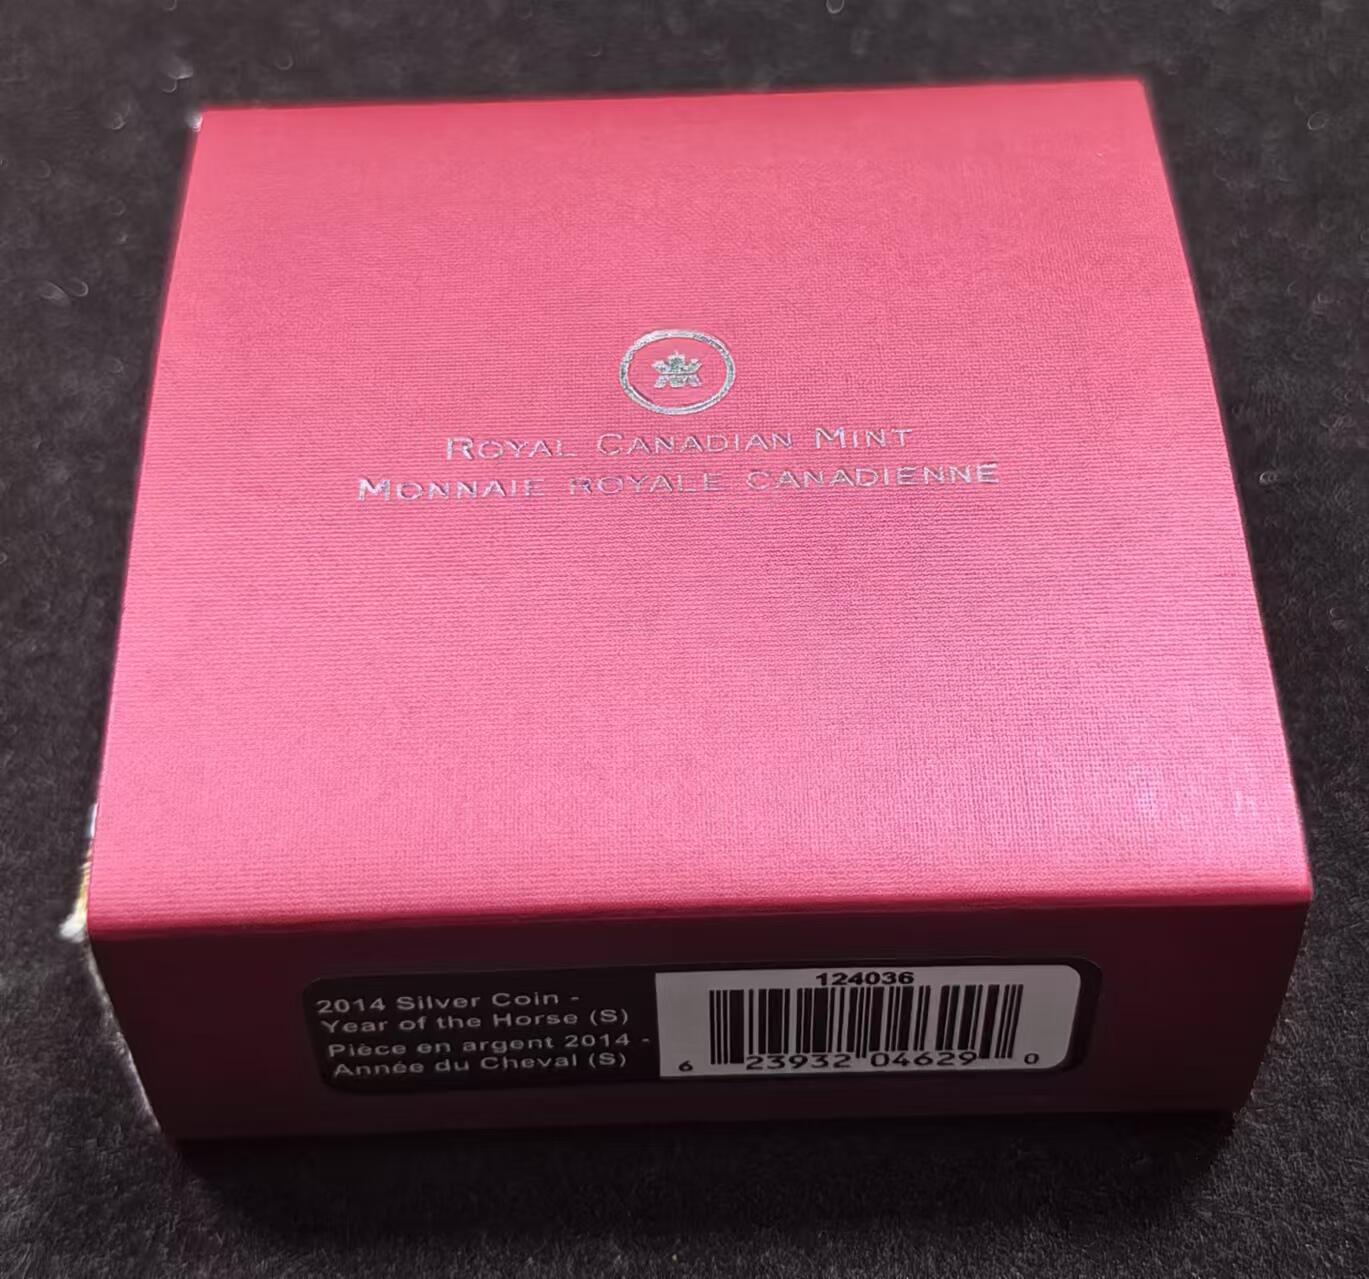 ROYAL CANADIAN MINT
MONNAIE ROYALE CANADIENNE
2014 Silver Coin -
Year of the Horse (S)
Pièce en argent 2014 -
Année du Cheval (S)
124036
6 23932 04629 0